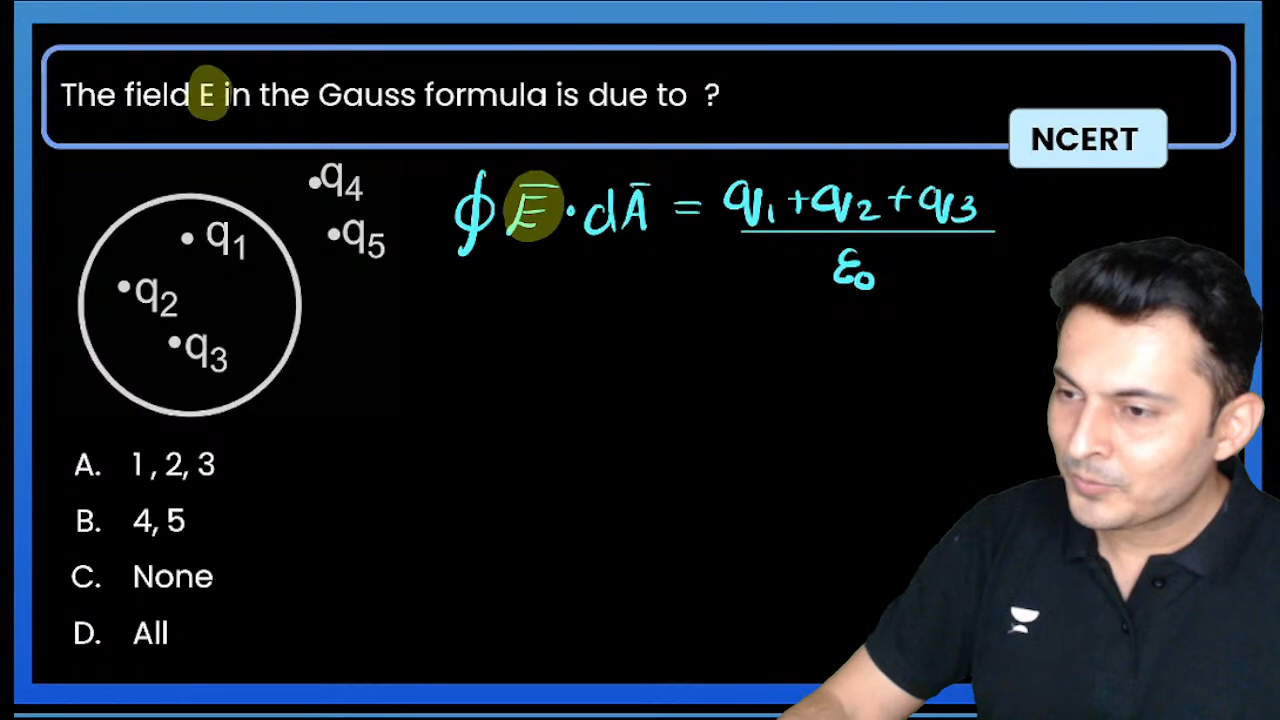 The field E in the Gauss formula is due to ?
NCERT
q4
q5
q1
q2
q3
∮ E̅ · dA̅ = q1 + q2 + q3
ε0
A. 1 , 2, 3
B. 4, 5
C. None
D. All